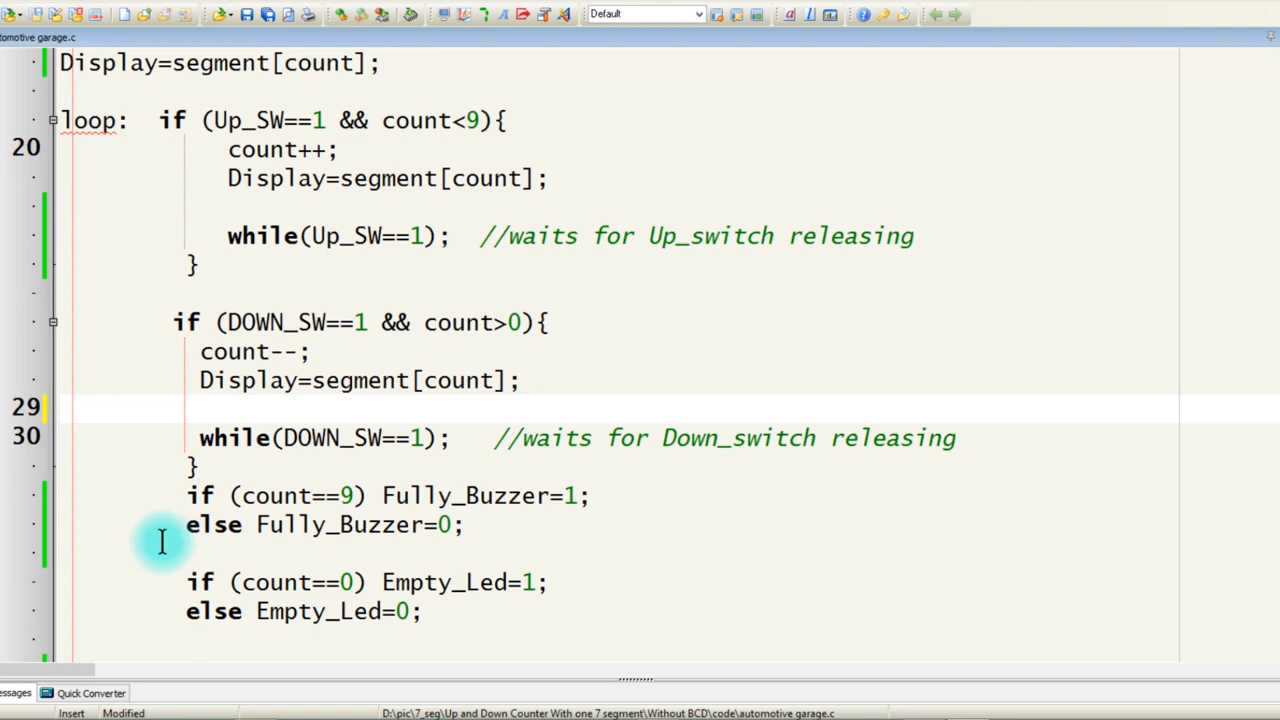 Default
tomotive garage.c
Display=segment[count];
loop: if (Up_SW==1 && count<9){
20 count++;
Display=segment[count];
while(Up_SW==1); //waits for Up_switch releasing
}
if (DOWN_SW==1 && count>0){
count--;
Display=segment[count];
29
30 while(DOWN_SW==1); //waits for Down_switch releasing
}
if (count==9) Fully_Buzzer=1;
else Fully_Buzzer=0;
if (count==0) Empty_Led=1;
else Empty_Led=0;
essages Quick Converter
Insert Modified D:\pic\7_seg\Up and Down Counter With one 7 segment\Without BCD\code\automotive garage.c